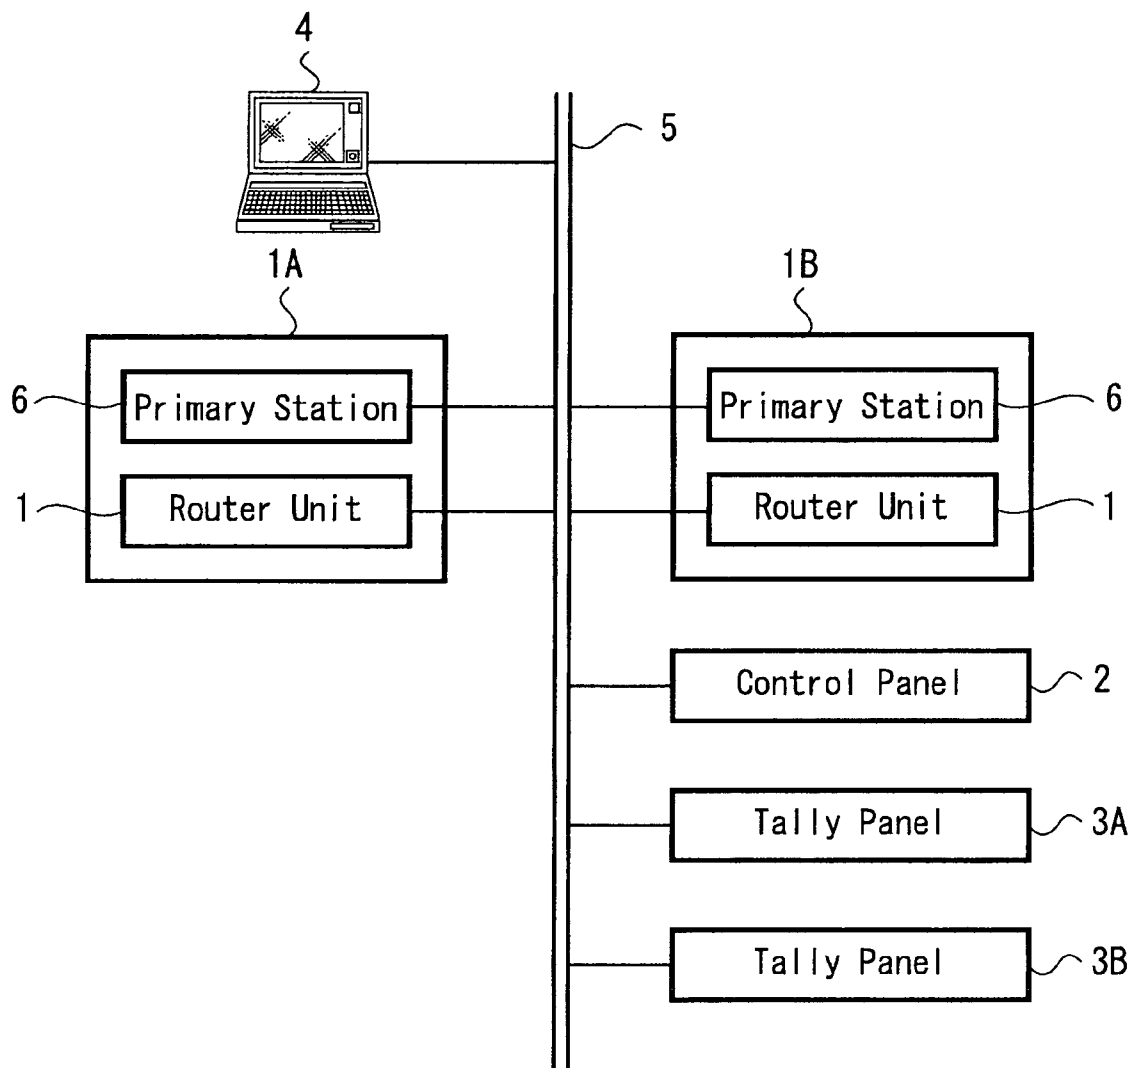 4
5
1A
1B
6 Primary Station
Primary Station 6
1 Router Unit
Router Unit 1
Control Panel 2
Tally Panel 3A
Tally Panel 3B